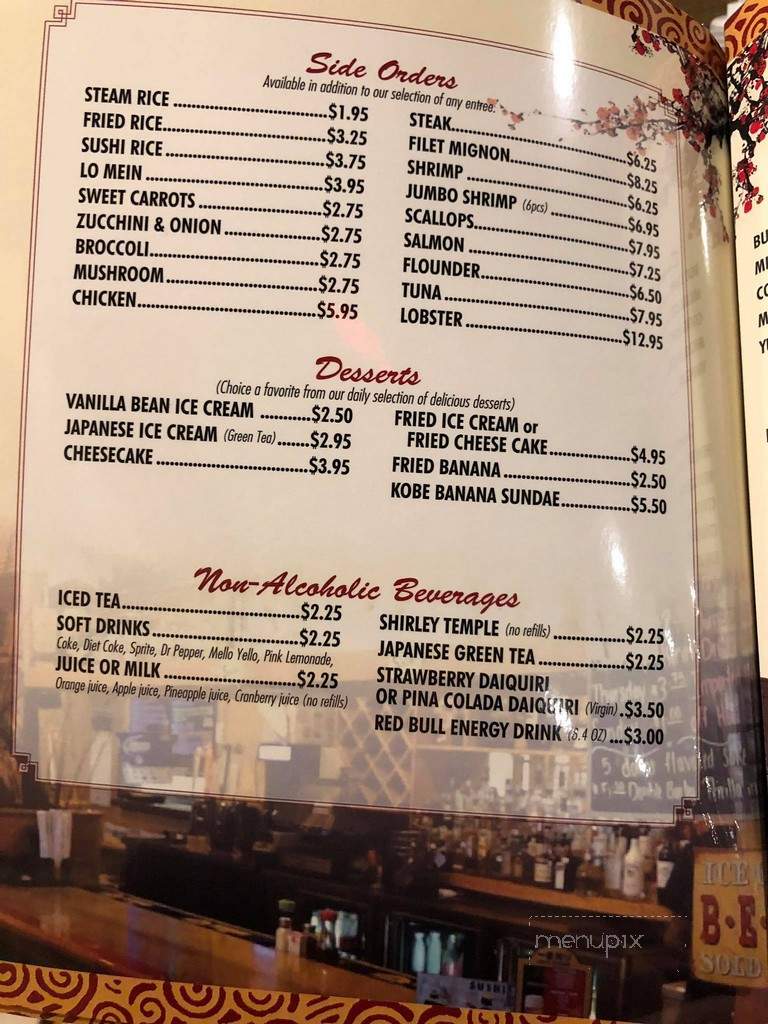 Side Orders
Available in addition to our selection of any entrée.
STEAM RICE ........ $1.95
FRIED RICE ........ $3.25
SUSHI RICE ........ $3.75
LO MEIN ........ $3.95
SWEET CARROTS ........ $2.75
ZUCCHINI & ONION ........ $2.75
BROCCOLI ........ $2.75
MUSHROOM ........ $2.75
CHICKEN ........ $5.95
STEAK ........ $6.25
FILET MIGNON ........ $8.25
SHRIMP ........ $6.25
JUMBO SHRIMP (6pcs) ........ $6.95
SCALLOPS ........ $7.95
SALMON ........ $7.25
FLOUNDER ........ $6.50
TUNA ........ $7.95
LOBSTER ........ $12.95
Desserts
(Choice a favorite from our daily selection of delicious desserts)
VANILLA BEAN ICE CREAM ........ $2.50
JAPANESE ICE CREAM (Green Tea) ........ $2.95
CHEESECAKE ........ $3.95
FRIED ICE CREAM or
FRIED CHEESE CAKE ........ $4.95
FRIED BANANA ........ $2.50
KOBE BANANA SUNDAE ........ $5.50
Non-Alcoholic Beverages
ICED TEA ........ $2.25
SOFT DRINKS ........ $2.25
Coke, Diet Coke, Sprite, Dr Pepper, Mello Yello, Pink Lemonade,
JUICE OR MILK ........ $2.25
Orange juice, Apple juice, Pineapple juice, Cranberry juice (no refills)
SHIRLEY TEMPLE (no refills) ........ $2.25
JAPANESE GREEN TEA ........ $2.25
STRAWBERRY DAIQUIRI
OR PINA COLADA DAIQUIRI (Virgin) . $3.50
RED BULL ENERGY DRINK (8.4 OZ) ... $3.00
ICE
B·E
SOLD
SUSHI
menupix